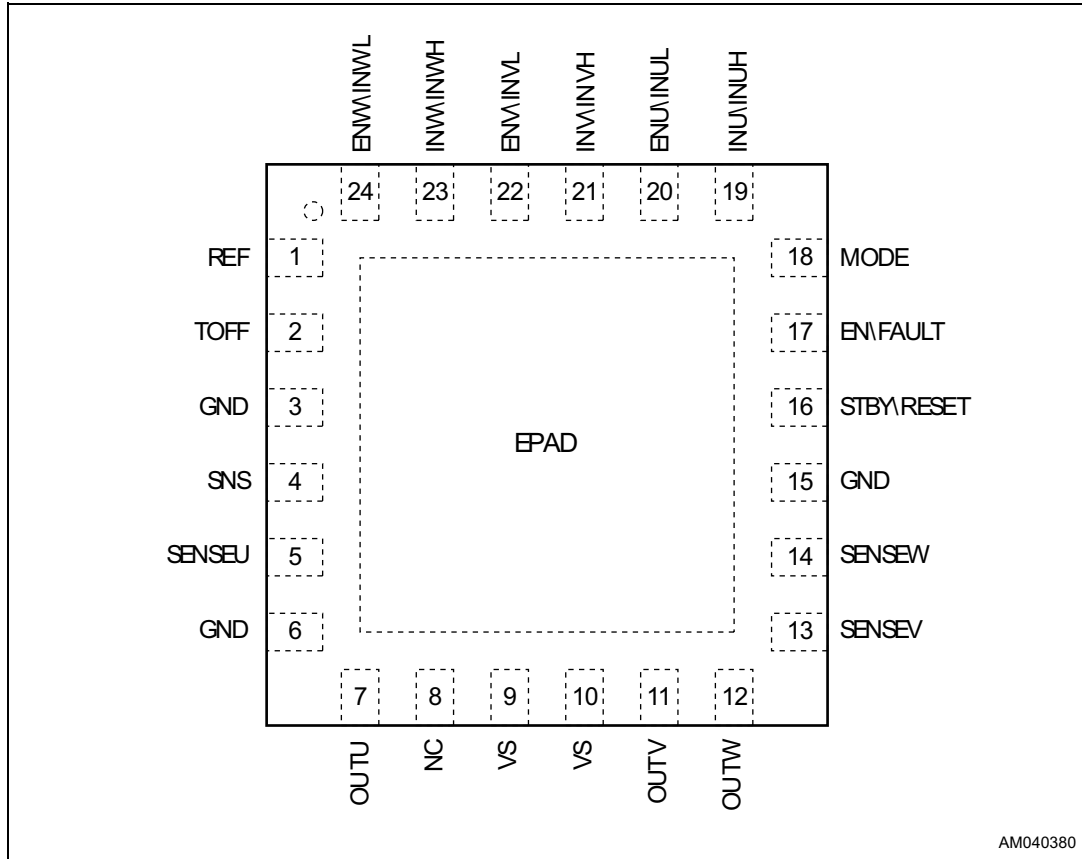 ENW\INWL
INW\INWH
ENV\INVL
INV\INVH
ENU\INUL
INU\INUH
24 23 22 21 20 19
REF 1 18 MODE
TOFF 2 17 EN\FAULT
GND 3 16 STBY\RESET
EPAD
SNS 4 15 GND
SENSEU 5 14 SENSEW
GND 6 13 SENSEV
7 8 9 10 11 12
OUTU
NC
VS
VS
OUTV
OUTW
AM040380